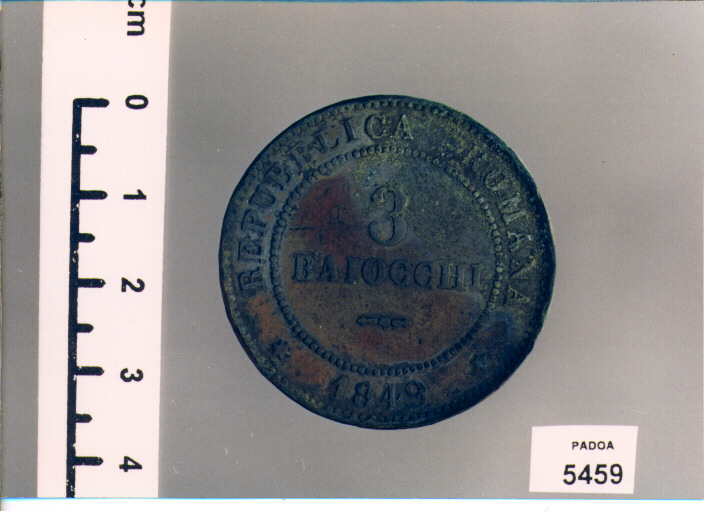 cm
0
1
2
3
4
REPUBBLICA ROMANA
3
BAIOCCHI
1849
PADOA
5459